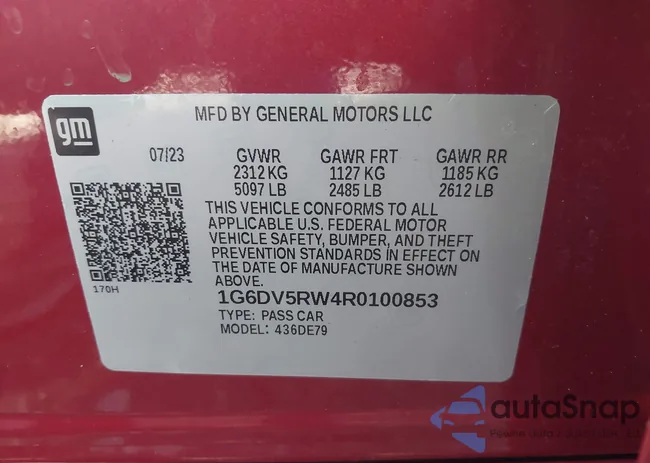 gm
MFD BY GENERAL MOTORS LLC
07/23 GVWR GAWR FRT GAWR RR
2312 KG 1127 KG 1185 KG
5097 LB 2485 LB 2612 LB
THIS VEHICLE CONFORMS TO ALL
APPLICABLE U.S. FEDERAL MOTOR
VEHICLE SAFETY, BUMPER, AND THEFT
PREVENTION STANDARDS IN EFFECT ON
THE DATE OF MANUFACTURE SHOWN
ABOVE.
170H
1G6DV5RW4R0100853
TYPE: PASS CAR
MODEL: 436DE79
autaSnap